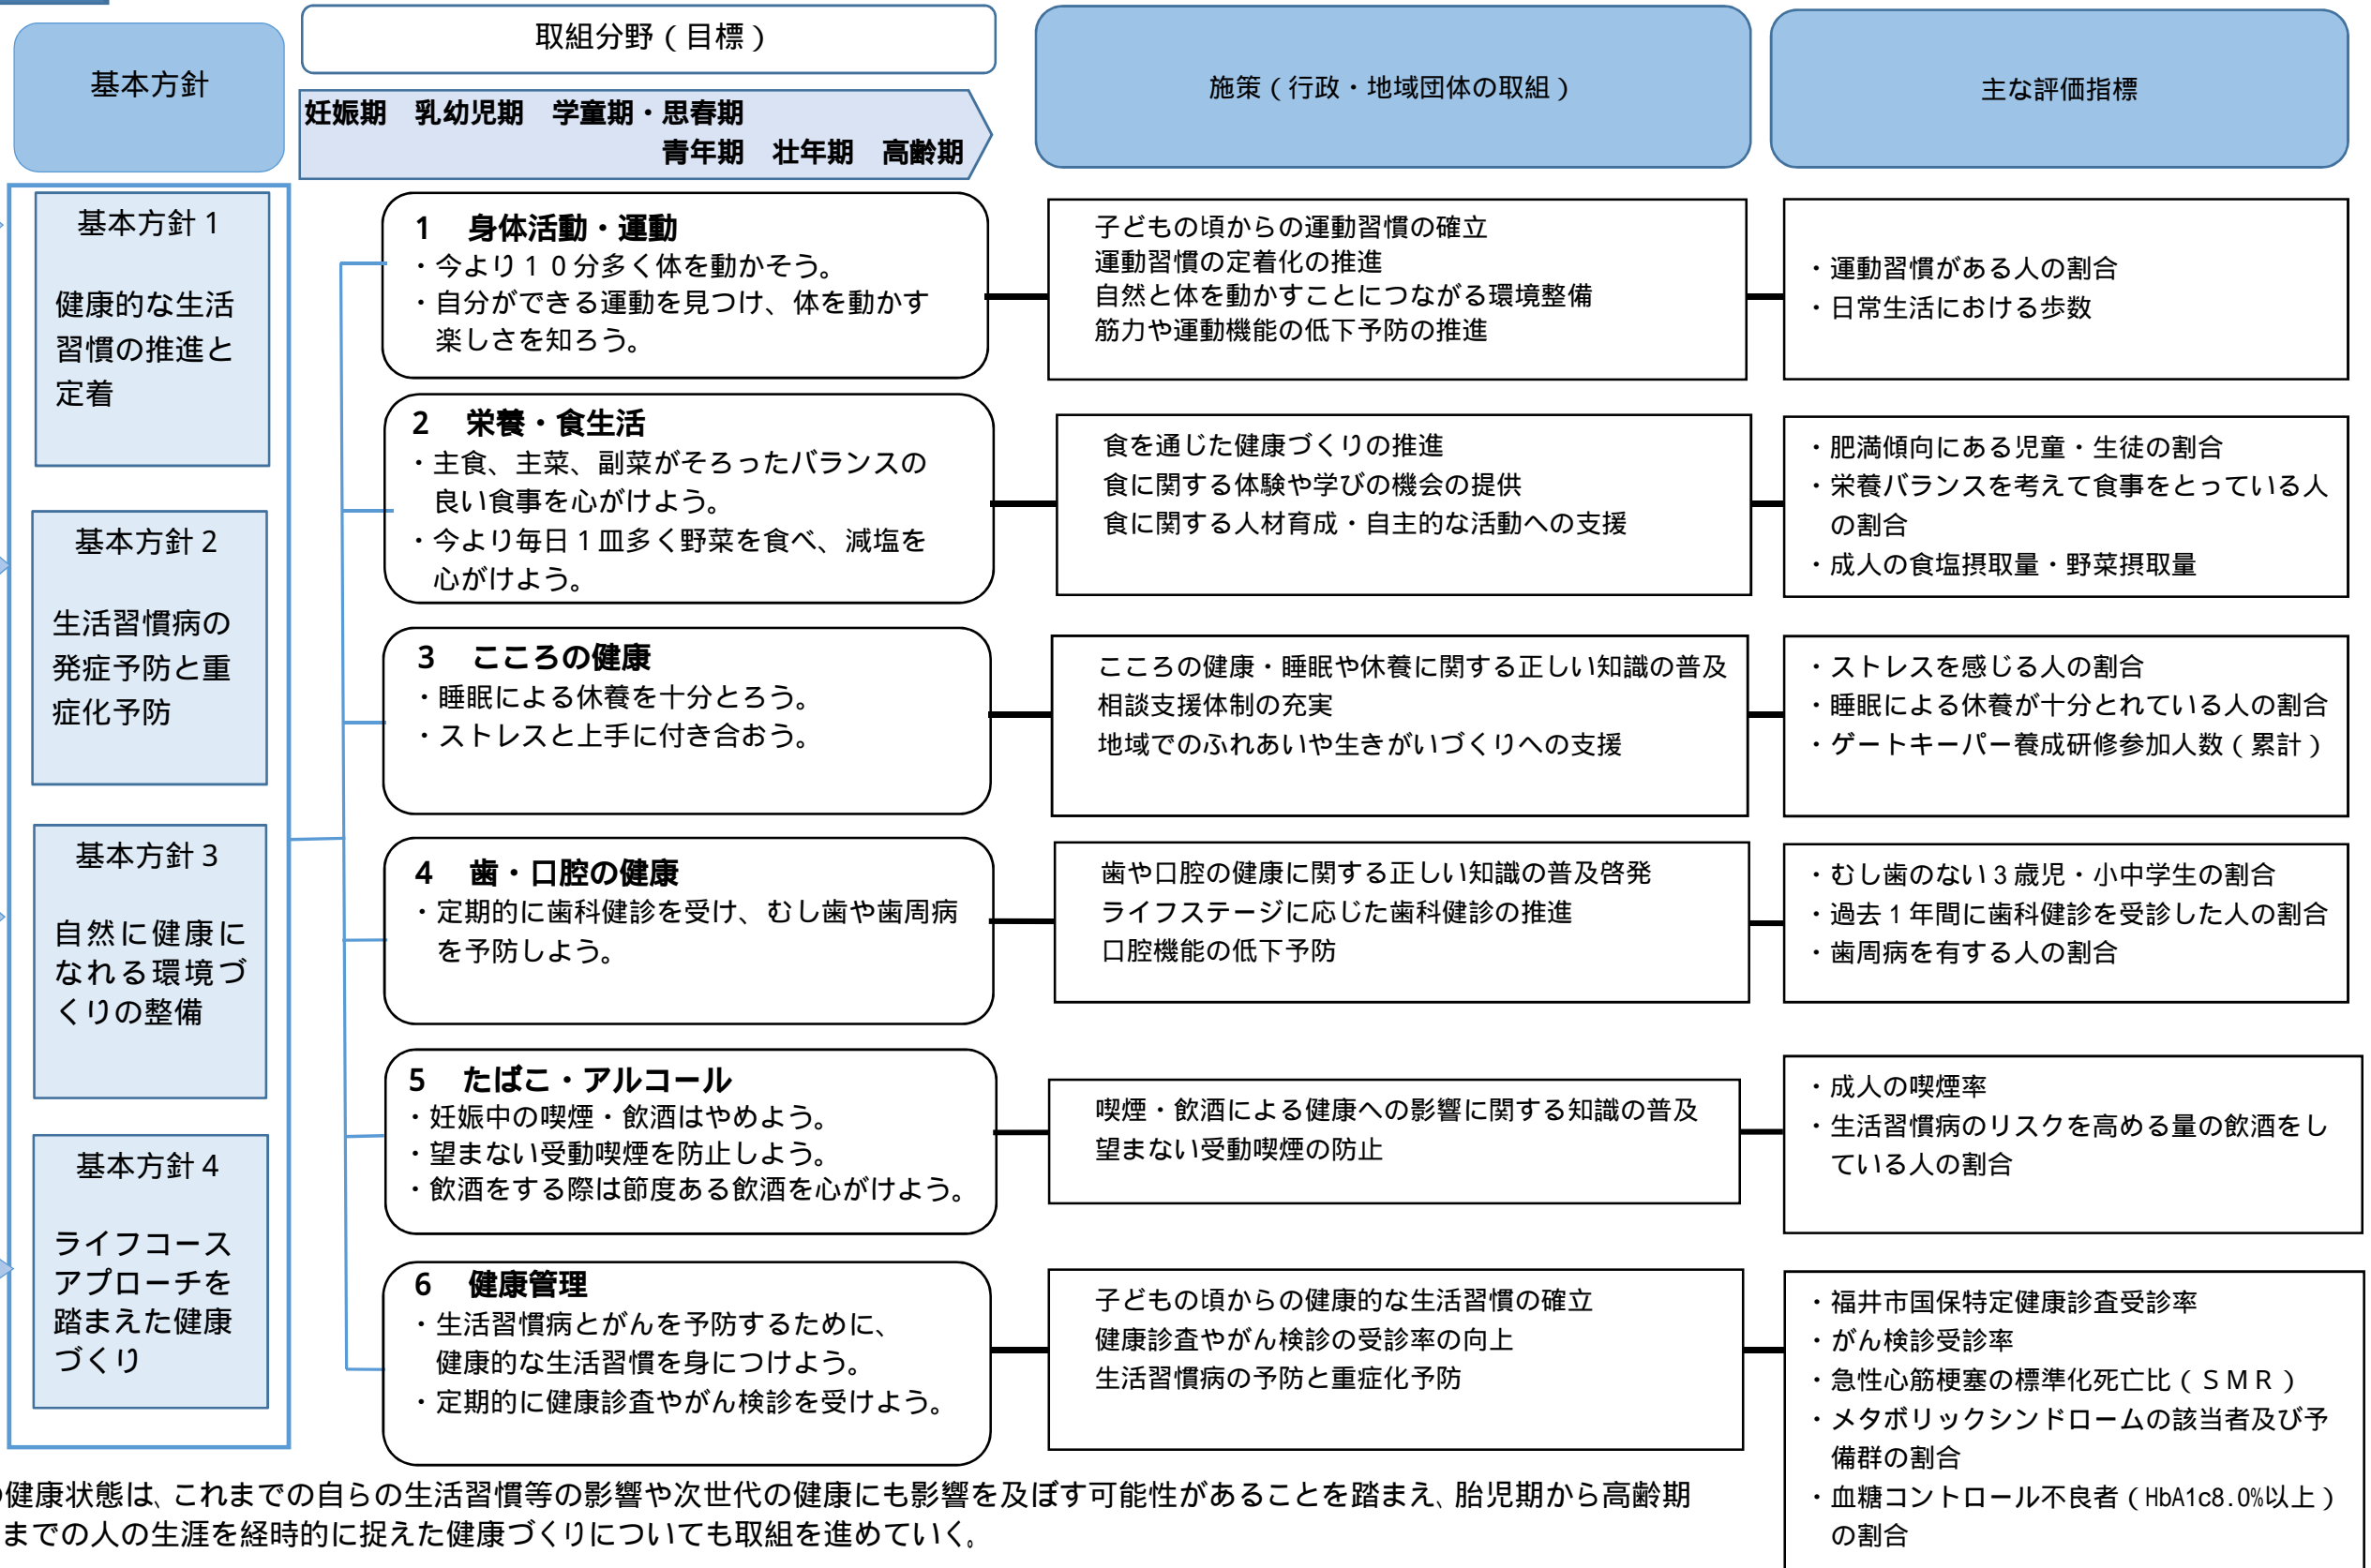 基本方針
取組分野（目標）
妊娠期　乳幼児期　学童期・思春期
青年期　壮年期　高齢期
施策（行政・地域団体の取組）
主な評価指標
基本方針１
健康的な生活
習慣の推進と
定着
基本方針２
生活習慣病の
発症予防と重
症化予防
基本方針３
自然に健康に
なれる環境づ
くりの整備
基本方針４
ライフコース
アプローチを
踏まえた健康
づくり
1　身体活動・運動
・今より１０分多く体を動かそう。
・自分ができる運動を見つけ、体を動かす
楽しさを知ろう。
子どもの頃からの運動習慣の確立
運動習慣の定着化の推進
自然と体を動かすことにつながる環境整備
筋力や運動機能の低下予防の推進
・運動習慣がある人の割合
・日常生活における歩数
2　栄養・食生活
・主食、主菜、副菜がそろったバランスの
良い食事を心がけよう。
・今より毎日１皿多く野菜を食べ、減塩を
心がけよう。
食を通じた健康づくりの推進
食に関する体験や学びの機会の提供
食に関する人材育成・自主的な活動への支援
・肥満傾向にある児童・生徒の割合
・栄養バランスを考えて食事をとっている人
の割合
・成人の食塩摂取量・野菜摂取量
3　こころの健康
・睡眠による休養を十分とろう。
・ストレスと上手に付き合おう。
こころの健康・睡眠や休養に関する正しい知識の普及
相談支援体制の充実
地域でのふれあいや生きがいづくりへの支援
・ストレスを感じる人の割合
・睡眠による休養が十分とれている人の割合
・ゲートキーパー養成研修参加人数（累計）
4　歯・口腔の健康
・定期的に歯科健診を受け、むし歯や歯周病
を予防しよう。
歯や口腔の健康に関する正しい知識の普及啓発
ライフステージに応じた歯科健診の推進
口腔機能の低下予防
・むし歯のない３歳児・小中学生の割合
・過去１年間に歯科健診を受診した人の割合
・歯周病を有する人の割合
5　たばこ・アルコール
・妊娠中の喫煙・飲酒はやめよう。
・望まない受動喫煙を防止しよう。
・飲酒をする際は節度ある飲酒を心がけよう。
喫煙・飲酒による健康への影響に関する知識の普及
望まない受動喫煙の防止
・成人の喫煙率
・生活習慣病のリスクを高める量の飲酒をし
ている人の割合
6　健康管理
・生活習慣病とがんを予防するために、
健康的な生活習慣を身につけよう。
・定期的に健康診査やがん検診を受けよう。
子どもの頃からの健康的な生活習慣の確立
健康診査やがん検診の受診率の向上
生活習慣病の予防と重症化予防
・福井市国保特定健康診査受診率
・がん検診受診率
・急性心筋梗塞の標準化死亡比（ＳＭＲ）
・メタボリックシンドロームの該当者及び予
備群の割合
・血糖コントロール不良者（HbA1c8.0%以上）
の割合
健康状態は、これまでの自らの生活習慣等の影響や次世代の健康にも影響を及ぼす可能性があることを踏まえ、胎児期から高齢期
までの人の生涯を経時的に捉えた健康づくりについても取組を進めていく。